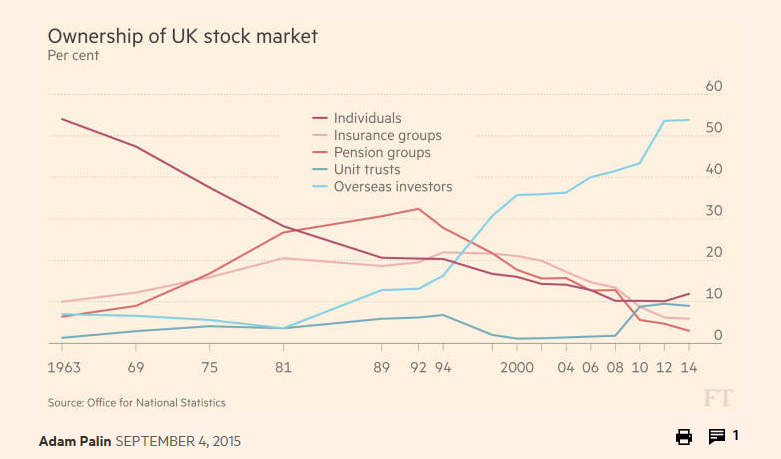 Ownership of UK stock market
Per cent
60
Individuals
Insurance groups
50
Pension groups
Unit trusts
40
Overseas investors
30
20
10
0
1963 69 75 81 89 92 94 2000 04 06 08 10 12 14
Source: Office for National Statistics
FT
Adam Palin SEPTEMBER 4, 2015
1